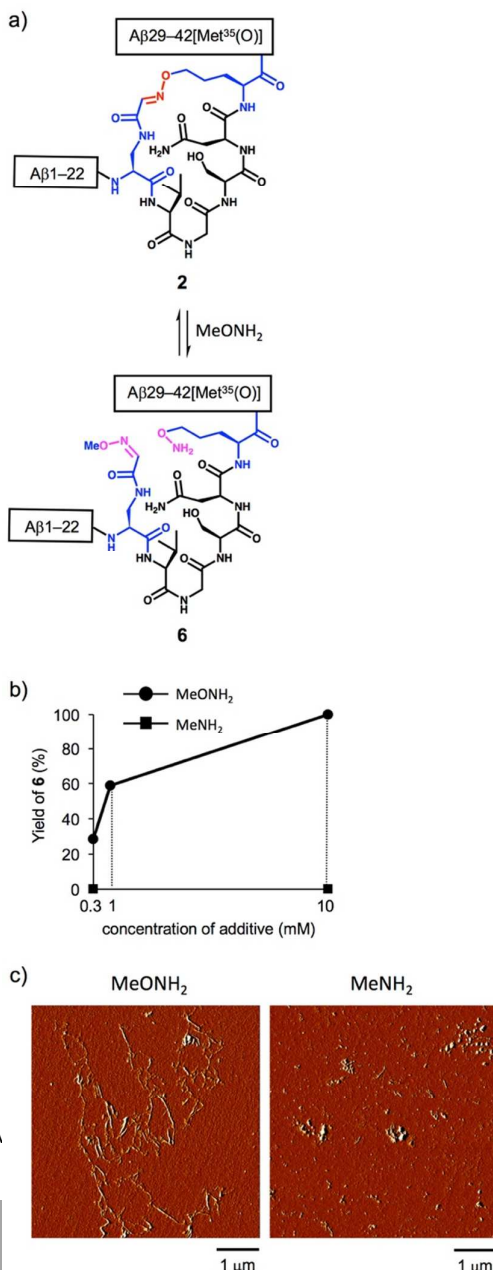 a)
Aβ29–42[Met³⁵(O)]
O
N
O
O
NH
O
NH
O
H₂N
NH
HO
O
Aβ1–22
N
H
O
HN
NH
O
N
H
O
2
MeONH₂
Aβ29–42[Met³⁵(O)]
O
NH₂
O
MeO
N
NH
O
NH
O
O
H₂N
NH
HO
O
Aβ1–22
N
H
O
HN
NH
O
N
H
O
6
b)
MeONH₂
MeNH₂
Yield of 6 (%)
100
80
60
40
20
0
0.3 1 10
concentration of additive (mM)
c)
MeONH₂ MeNH₂
1 µm 1 µm